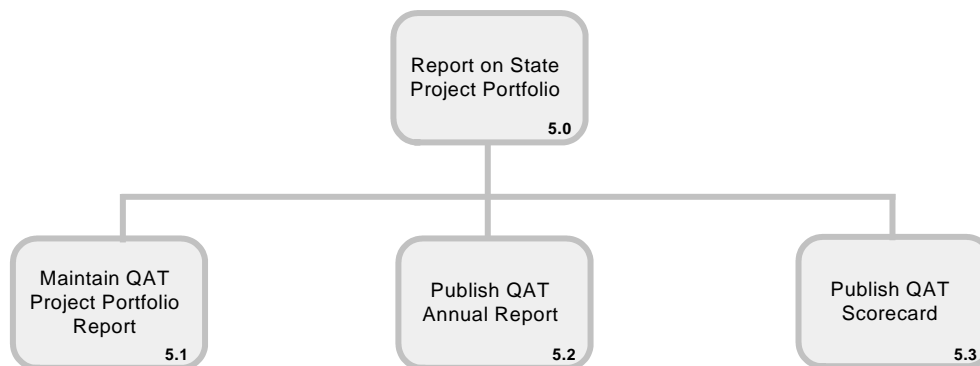 Report on State
Project Portfolio
5.0
Maintain QAT
Project Portfolio
Report
5.1
Publish QAT
Annual Report
5.2
Publish QAT
Scorecard
5.3